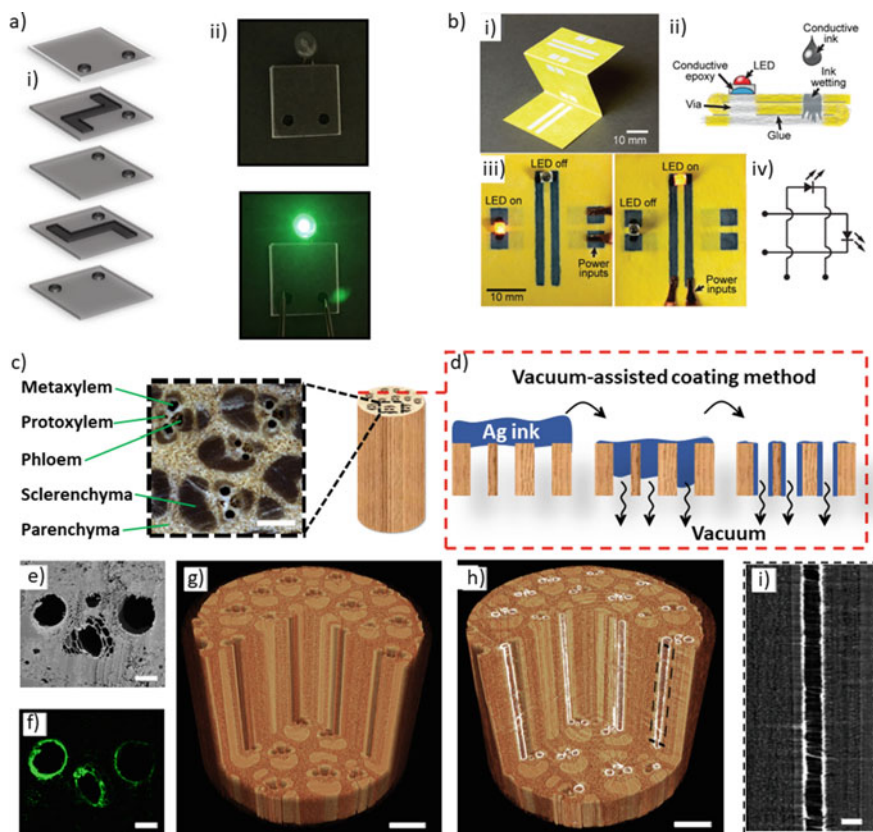 a)
i)
ii)
b)
i)
10 mm
ii)
Conductive
ink
Conductive
epoxy
LED
Ink
wetting
Via
Glue
iii)
LED off
LED on
Power
inputs
10 mm
LED on
LED off
Power
inputs
iv)
c)
Metaxylem
Protoxylem
Phloem
Sclerenchyma
Parenchyma
d)
Vacuum-assisted coating method
Ag ink
Vacuum
e)
f)
g)
h)
i)